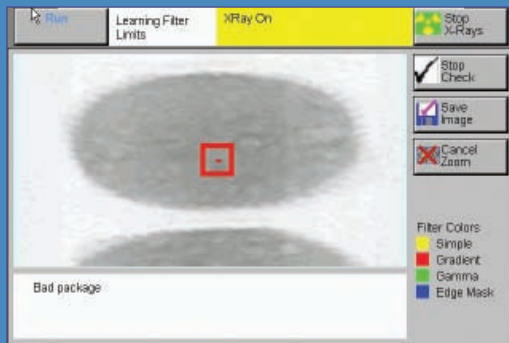 Run
Learning Filter
Limits
XRay On
Stop
X-Rays
Stop
Check
Save
Image
Cancel
Zoom
Filter Colors
Simple
Gradient
Gamma
Edge Mask
Bad package